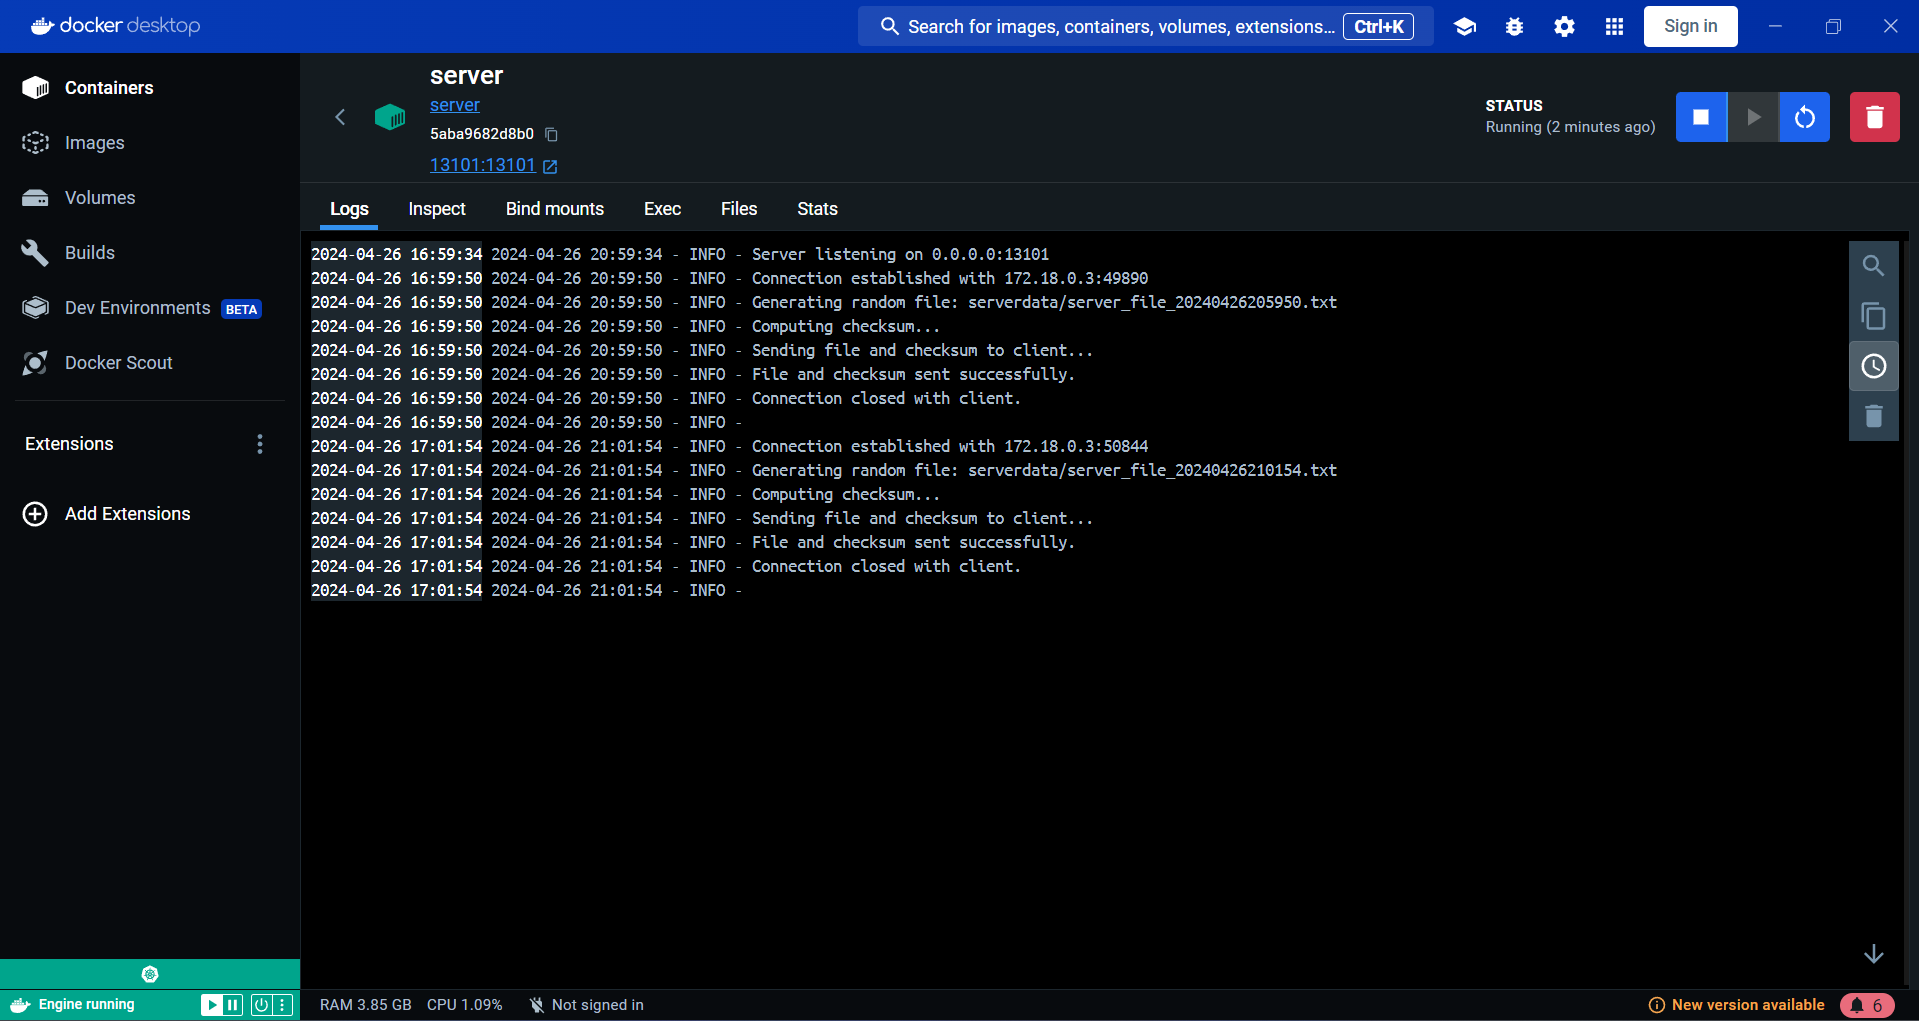 docker desktop
Search for images, containers, volumes, extensions... Ctrl+K
Sign in
Containers
Images
Volumes
Builds
Dev Environments BETA
Docker Scout
Extensions
Add Extensions
server
server
5aba9682d8b0
13101:13101
STATUS
Running (2 minutes ago)
Logs Inspect Bind mounts Exec Files Stats
2024-04-26 16:59:34 2024-04-26 20:59:34 - INFO - Server listening on 0.0.0.0:13101
2024-04-26 16:59:50 2024-04-26 20:59:50 - INFO - Connection established with 172.18.0.3:49890
2024-04-26 16:59:50 2024-04-26 20:59:50 - INFO - Generating random file: serverdata/server_file_20240426205950.txt
2024-04-26 16:59:50 2024-04-26 20:59:50 - INFO - Computing checksum...
2024-04-26 16:59:50 2024-04-26 20:59:50 - INFO - Sending file and checksum to client...
2024-04-26 16:59:50 2024-04-26 20:59:50 - INFO - File and checksum sent successfully.
2024-04-26 16:59:50 2024-04-26 20:59:50 - INFO - Connection closed with client.
2024-04-26 16:59:50 2024-04-26 20:59:50 - INFO -
2024-04-26 17:01:54 2024-04-26 21:01:54 - INFO - Connection established with 172.18.0.3:50844
2024-04-26 17:01:54 2024-04-26 21:01:54 - INFO - Generating random file: serverdata/server_file_20240426210154.txt
2024-04-26 17:01:54 2024-04-26 21:01:54 - INFO - Computing checksum...
2024-04-26 17:01:54 2024-04-26 21:01:54 - INFO - Sending file and checksum to client...
2024-04-26 17:01:54 2024-04-26 21:01:54 - INFO - File and checksum sent successfully.
2024-04-26 17:01:54 2024-04-26 21:01:54 - INFO - Connection closed with client.
2024-04-26 17:01:54 2024-04-26 21:01:54 - INFO -
Engine running
RAM 3.85 GB CPU 1.09% Not signed in
New version available 6